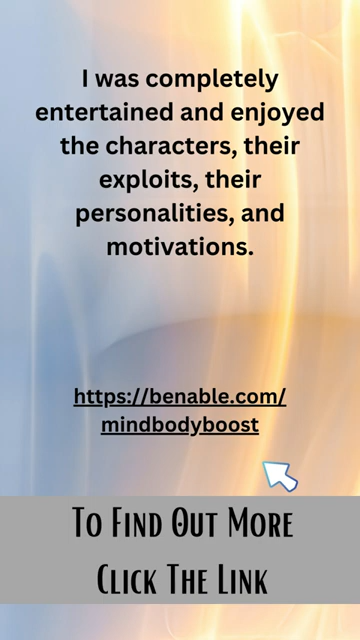 I was completely
entertained and enjoyed
the characters, their
exploits, their
personalities, and
motivations.
https://benable.com/
mindbodyboost
To Find Out More
Click The Link